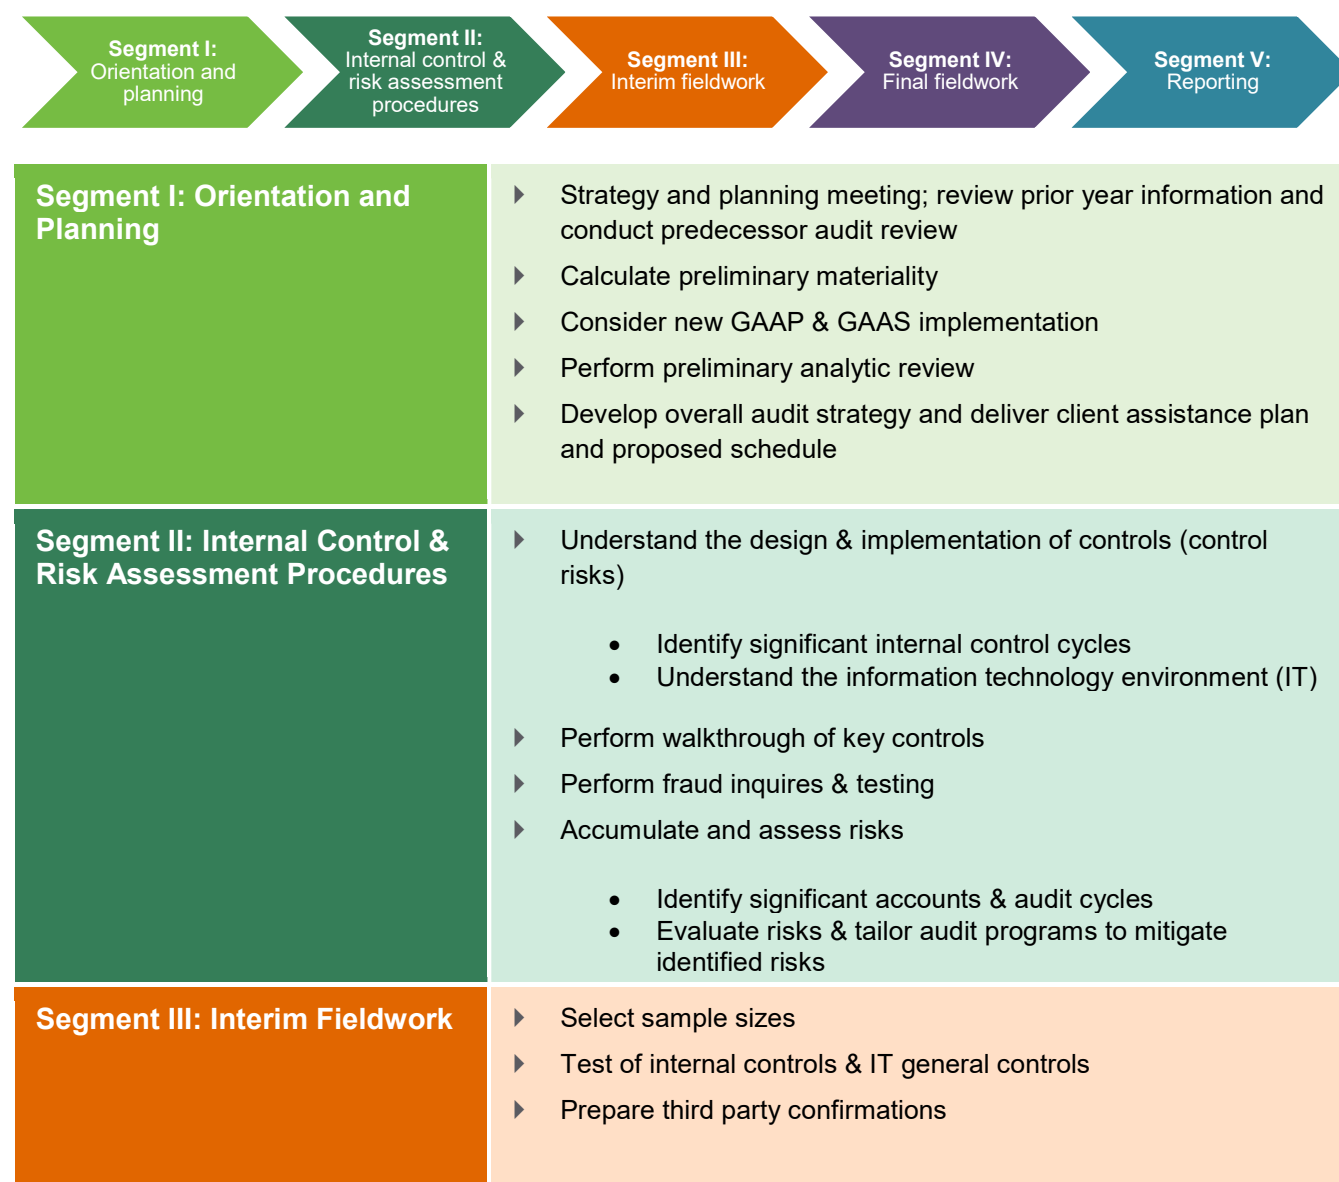 Segment I:
Orientation and
planning
Segment II:
Internal control &
risk assessment
procedures
Segment III:
Interim fieldwork
Segment IV:
Final fieldwork
Segment V:
Reporting
Segment I: Orientation and
Planning
Strategy and planning meeting; review prior year information and
conduct predecessor audit review
Calculate preliminary materiality
Consider new GAAP & GAAS implementation
Perform preliminary analytic review
Develop overall audit strategy and deliver client assistance plan
and proposed schedule
Segment II: Internal Control &
Risk Assessment Procedures
Understand the design & implementation of controls (control
risks)
• Identify significant internal control cycles
• Understand the information technology environment (IT)
Perform walkthrough of key controls
Perform fraud inquires & testing
Accumulate and assess risks
• Identify significant accounts & audit cycles
• Evaluate risks & tailor audit programs to mitigate
identified risks
Segment III: Interim Fieldwork
Select sample sizes
Test of internal controls & IT general controls
Prepare third party confirmations